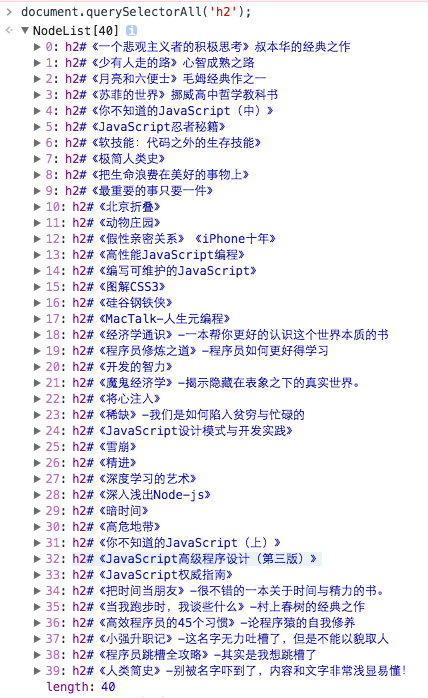 > document.querySelectorAll('h2');
<· ▼ NodeList[40] i
▶ 0: h2#《一个悲观主义者的积极思考》叔本华的经典之作
▶ 1: h2#《少有人走的路》心智成熟之路
▶ 2: h2#《月亮和六便士》毛姆经典作之一
▶ 3: h2#《苏菲的世界》挪威高中哲学教科书
▶ 4: h2#《你不知道的JavaScript（中）》
▶ 5: h2#《JavaScript忍者秘籍》
▶ 6: h2#《软技能：代码之外的生存技能》
▶ 7: h2#《极简人类史》
▶ 8: h2#《把生命浪费在美好的事物上》
▶ 9: h2#《最重要的事只要一件》
▶ 10: h2#《北京折叠》
▶ 11: h2#《动物庄园》
▶ 12: h2#《假性亲密关系》《iPhone十年》
▶ 13: h2#《高性能JavaScript编程》
▶ 14: h2#《编写可维护的JavaScript》
▶ 15: h2#《图解CSS3》
▶ 16: h2#《硅谷钢铁侠》
▶ 17: h2#《MacTalk-人生元编程》
▶ 18: h2#《经济学通识》-一本帮你更好的认识这个世界本质的书
▶ 19: h2#《程序员修炼之道》-程序员如何更好得学习
▶ 20: h2#《开发的智力》
▶ 21: h2#《魔鬼经济学》-揭示隐藏在表象之下的真实世界。
▶ 22: h2#《将心注入》
▶ 23: h2#《稀缺》-我们是如何陷入贫穷与忙碌的
▶ 24: h2#《JavaScript设计模式与开发实践》
▶ 25: h2#《雪崩》
▶ 26: h2#《精进》
▶ 27: h2#《深度学习的艺术》
▶ 28: h2#《深入浅出Node-js》
▶ 29: h2#《暗时间》
▶ 30: h2#《高危地带》
▶ 31: h2#《你不知道的JavaScript（上）》
▶ 32: h2#《JavaScript高级程序设计（第三版）》
▶ 33: h2#《JavaScript权威指南》
▶ 34: h2#《把时间当朋友》-很不错的一本关于时间与精力的书。
▶ 35: h2#《当我跑步时，我谈些什么》-村上春树的经典之作
▶ 36: h2#《高效程序员的45个习惯》-论程序猿的自我修养
▶ 37: h2#《小强升职记》-这名字无力吐槽了，但是不能以貌取人
▶ 38: h2#《程序员跳槽全攻略》-其实是我想跳槽了
▶ 39: h2#《人类简史》-别被名字吓到了，内容和文字非常浅显易懂！
length: 40